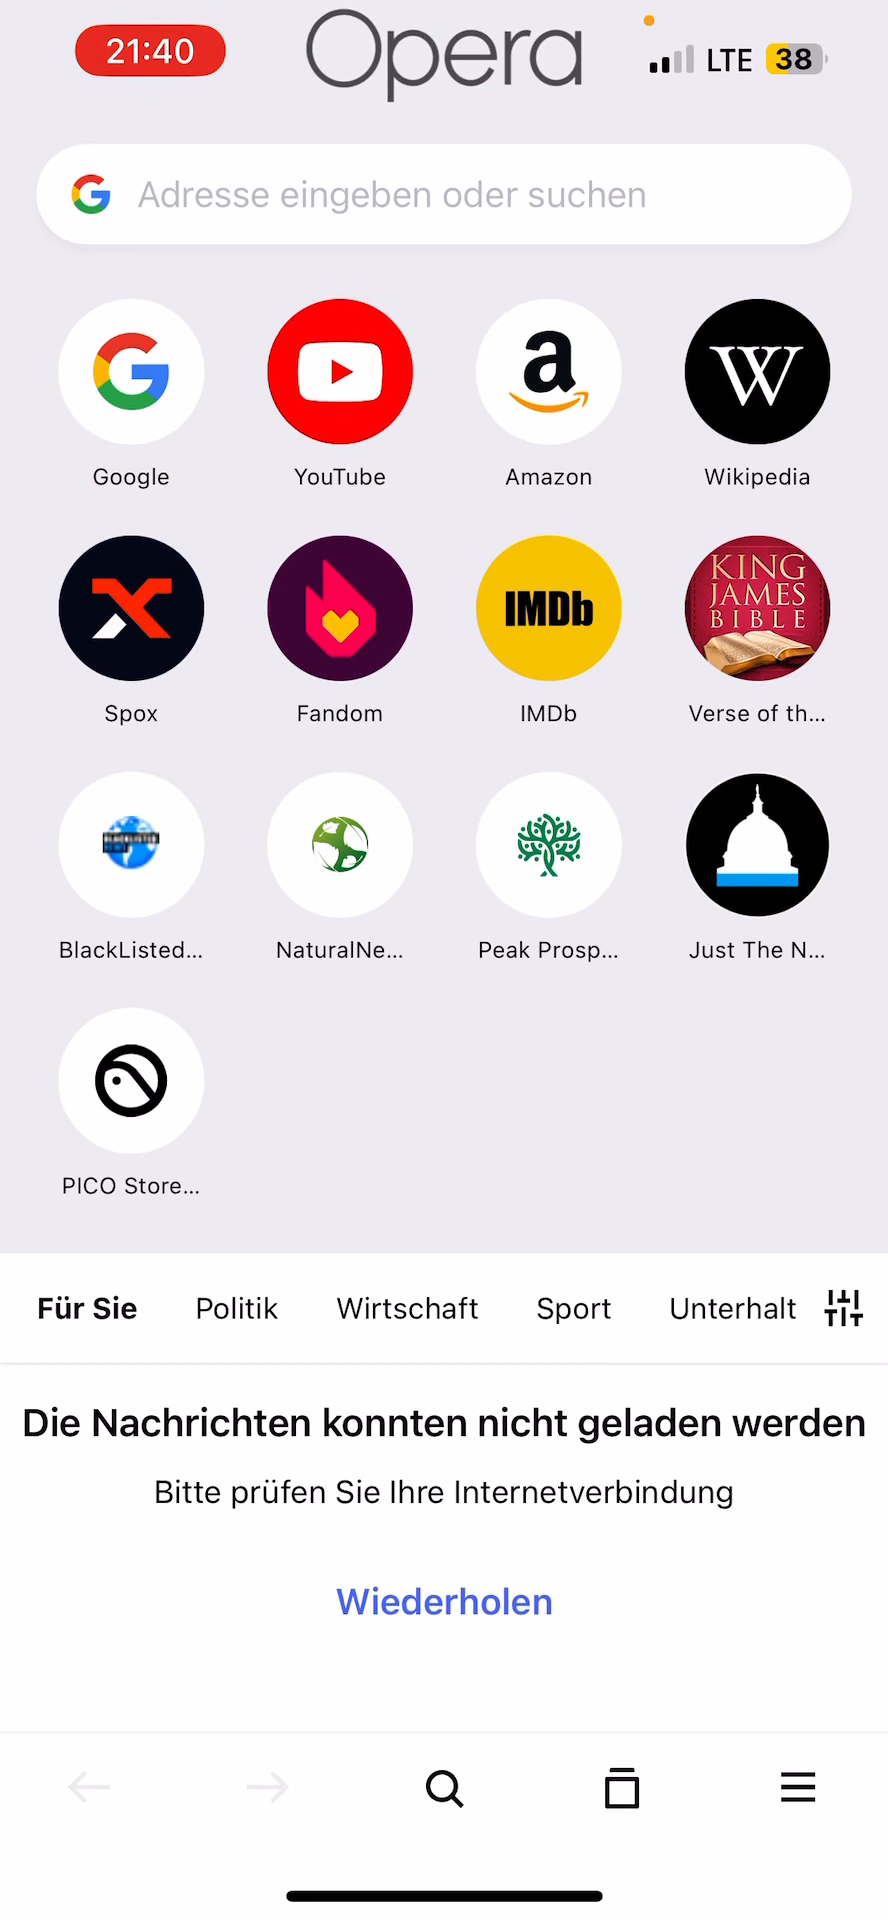 21:40
Opera
LTE
38
Adresse eingeben oder suchen
Google
YouTube
Amazon
Wikipedia
IMDb
KING
JAMES
BIBLE
Spox
Fandom
IMDb
Verse of th...
BlackListed...
NaturalNe...
Peak Prosp...
Just The N...
PICO Store...
Für Sie
Politik
Wirtschaft
Sport
Unterhalt
Die Nachrichten konnten nicht geladen werden
Bitte prüfen Sie Ihre Internetverbindung
Wiederholen